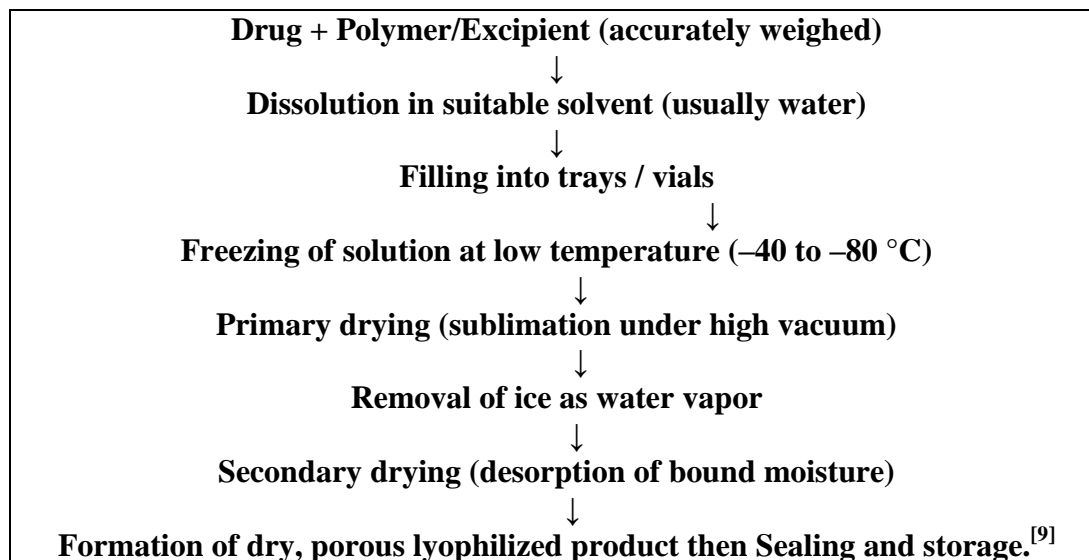 Drug + Polymer/Excipient (accurately weighed)
↓
Dissolution in suitable solvent (usually water)
↓
Filling into trays / vials
↓
Freezing of solution at low temperature (–40 to –80 °C)
↓
Primary drying (sublimation under high vacuum)
↓
Removal of ice as water vapor
↓
Secondary drying (desorption of bound moisture)
↓
Formation of dry, porous lyophilized product then Sealing and storage.[9]